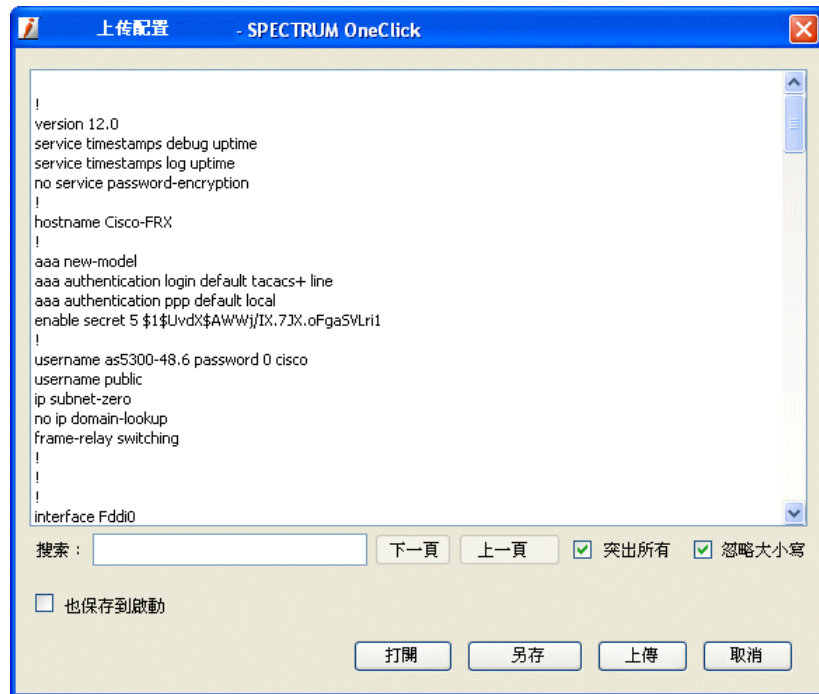 上传配置 - SPECTRUM OneClick
!
version 12.0
service timestamps debug uptime
service timestamps log uptime
no service password-encryption
!
hostname Cisco-FRX
!
aaa new-model
aaa authentication login default tacacs+ line
aaa authentication ppp default local
enable secret 5 $1$UvdX$AWWj/IX.7JX.oFgaSVLri1
!
username as5300-48.6 password 0 cisco
username public
ip subnet-zero
no ip domain-lookup
frame-relay switching
!
!
!
interface Fddi0
搜索： 下一頁 上一頁 突出所有 忽略大小寫
也保存到啟動
打開 另存 上傳 取消